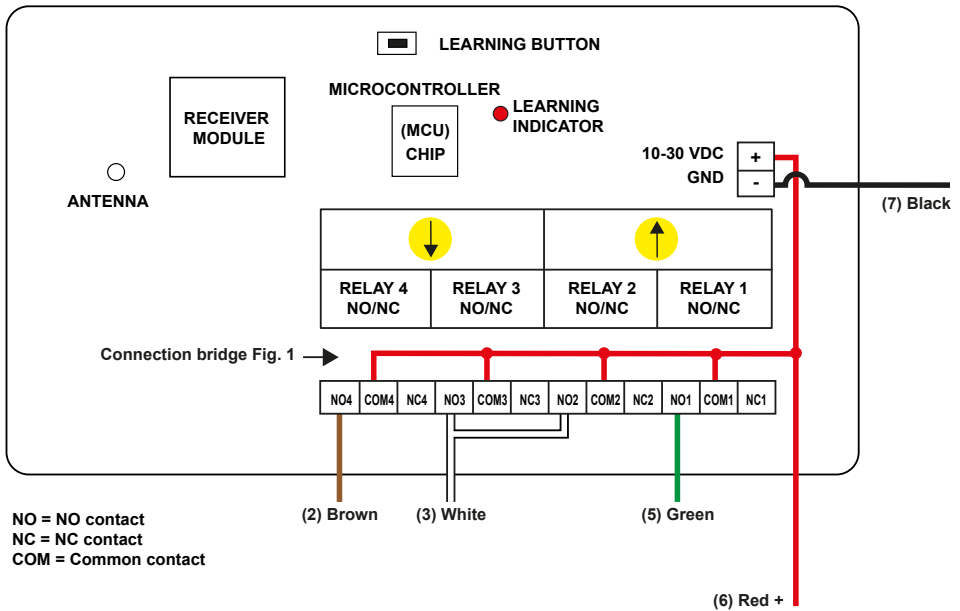 LEARNING BUTTON
MICROCONTROLLER
LEARNING
INDICATOR
RECEIVER
MODULE
(MCU)
CHIP
10-30 VDC
+
GND
-
ANTENNA
(7) Black
RELAY 4
NO/NC
RELAY 3
NO/NC
RELAY 2
NO/NC
RELAY 1
NO/NC
Connection bridge Fig. 1
NO4 COM4 NC4 NO3 COM3 NC3 NO2 COM2 NC2 NO1 COM1 NC1
(2) Brown
(3) White
(5) Green
NO = NO contact
NC = NC contact
COM = Common contact
(6) Red +